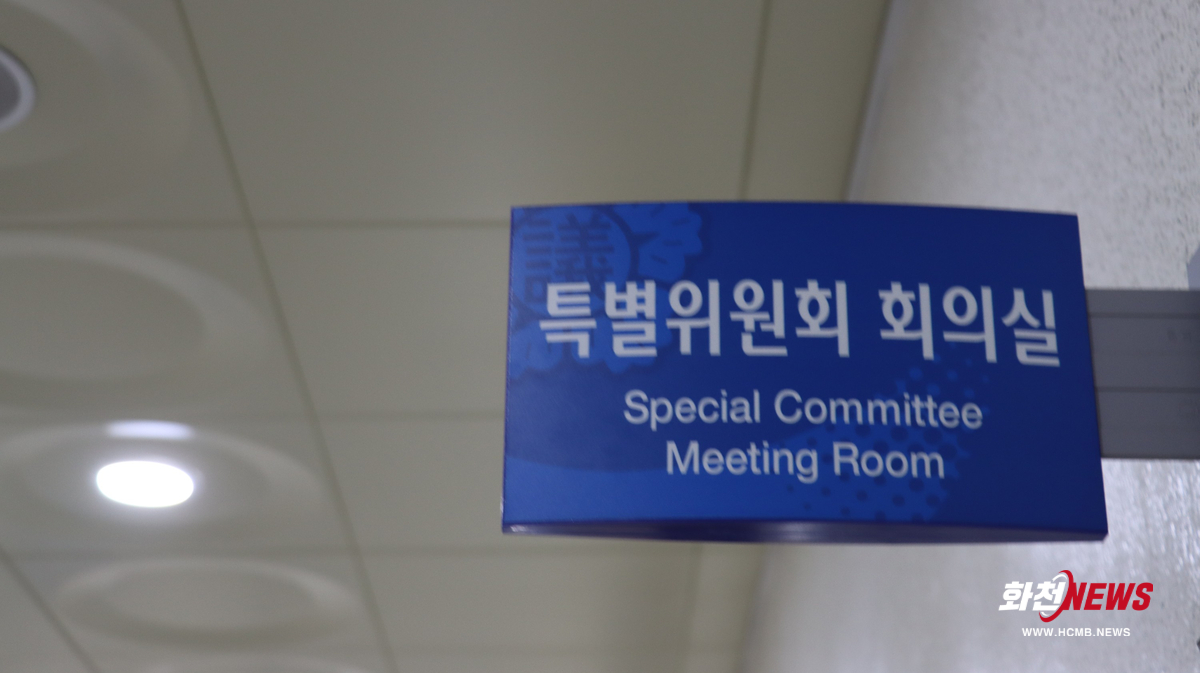 議
특별위원회 회의실
Special Committee
Meeting Room
화천NEWS
WWW.HCMB.NEWS